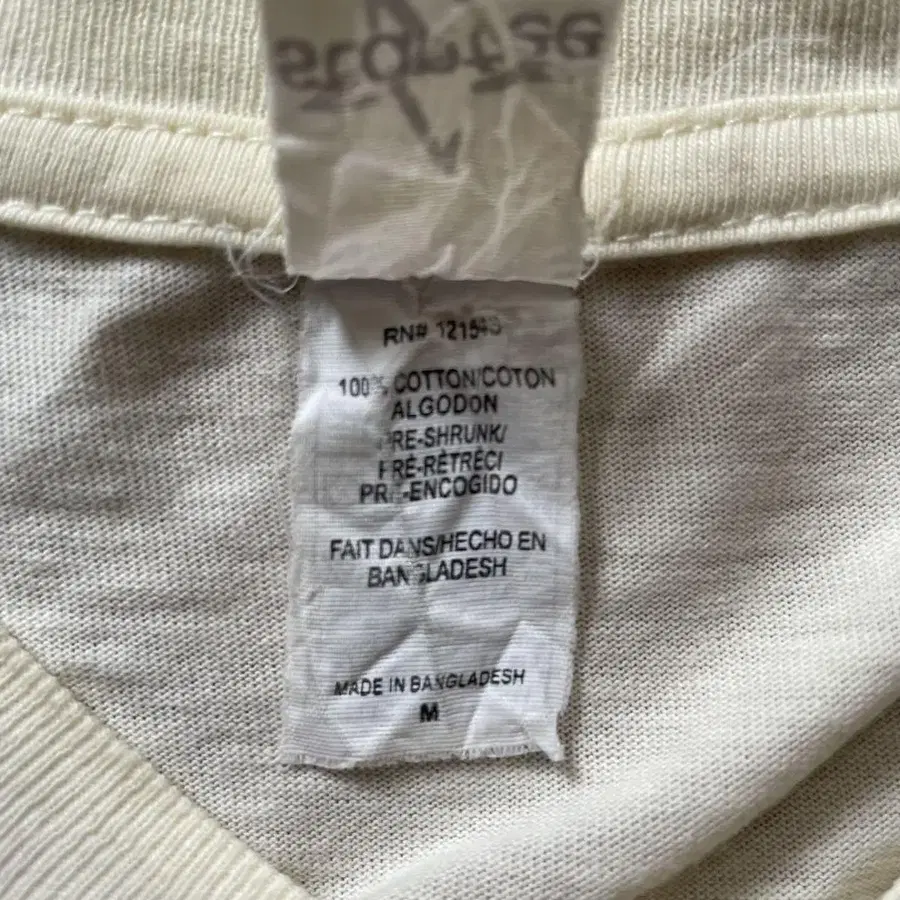 RN#
100% COTTON/COTON
ALGODON
PRE-SHRUNK/
PRÉ-RÉTRÉCI
PRE-ENCOGIDO
FAIT DANS/HECHO EN
BANGLADESH
MADE IN BANGLADESH
M